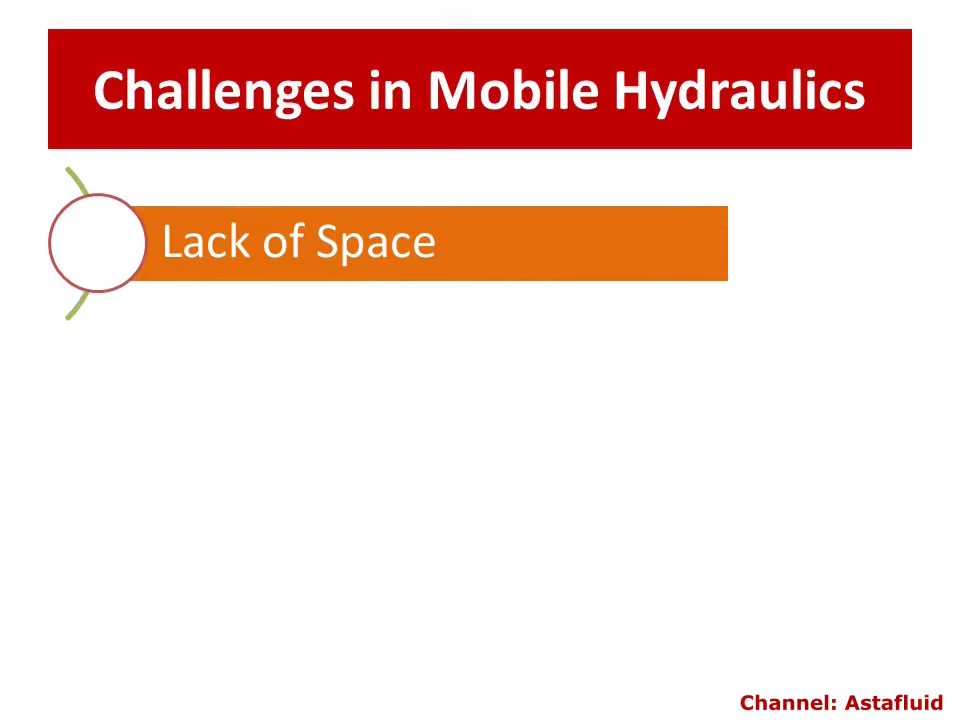 Challenges in Mobile Hydraulics
Lack of Space
Channel: Astafluid